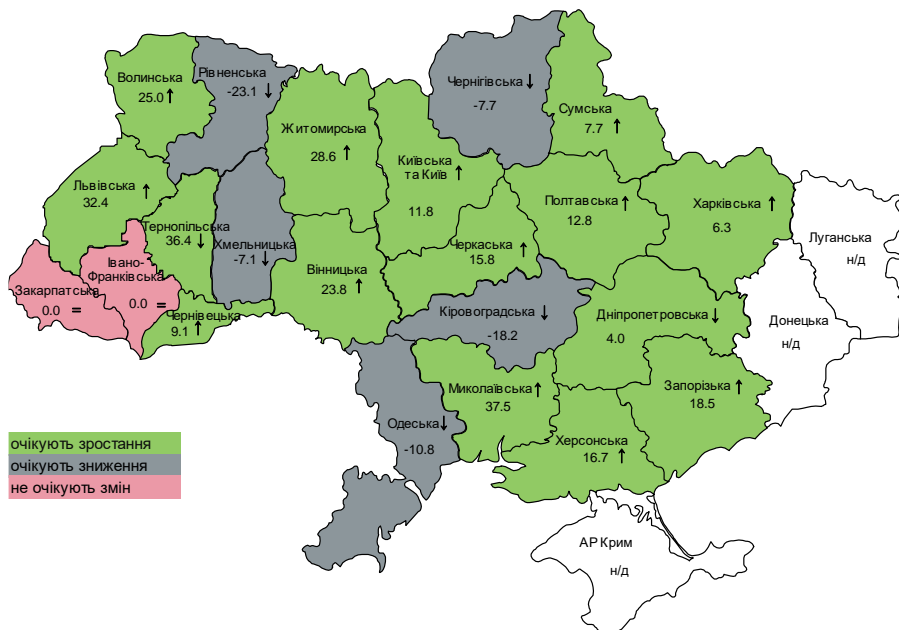 Волинська
25.0 ↑
Рівненська
-23.1 ↓
Чернігівська ↓
-7.7
Сумська
7.7 ↑
Житомирська
28.6 ↑
Київська ↑
та Київ
11.8
Львівська ↑
32.4
Тернопільська
36.4 ↓
Хмельницька
-7.1 ↓
Полтавська ↑
12.8
Харківська ↑
6.3
Луганська
н/д
Черкаська ↑
15.8
Вінницька
23.8 ↑
Івано-
Франківська
0.0 =
Закарпатська
0.0 =
Чернівецька
9.1 ↑
Кіровоградська ↓
-18.2
Дніпропетровська ↓
4.0
Донецька
н/д
Миколаївська ↑
37.5
Запорізька ↑
18.5
Одеська ↓
-10.8
Херсонська
16.7 ↑
очікують зростання
очікують зниження
не очікують змін
АР Крим
н/д